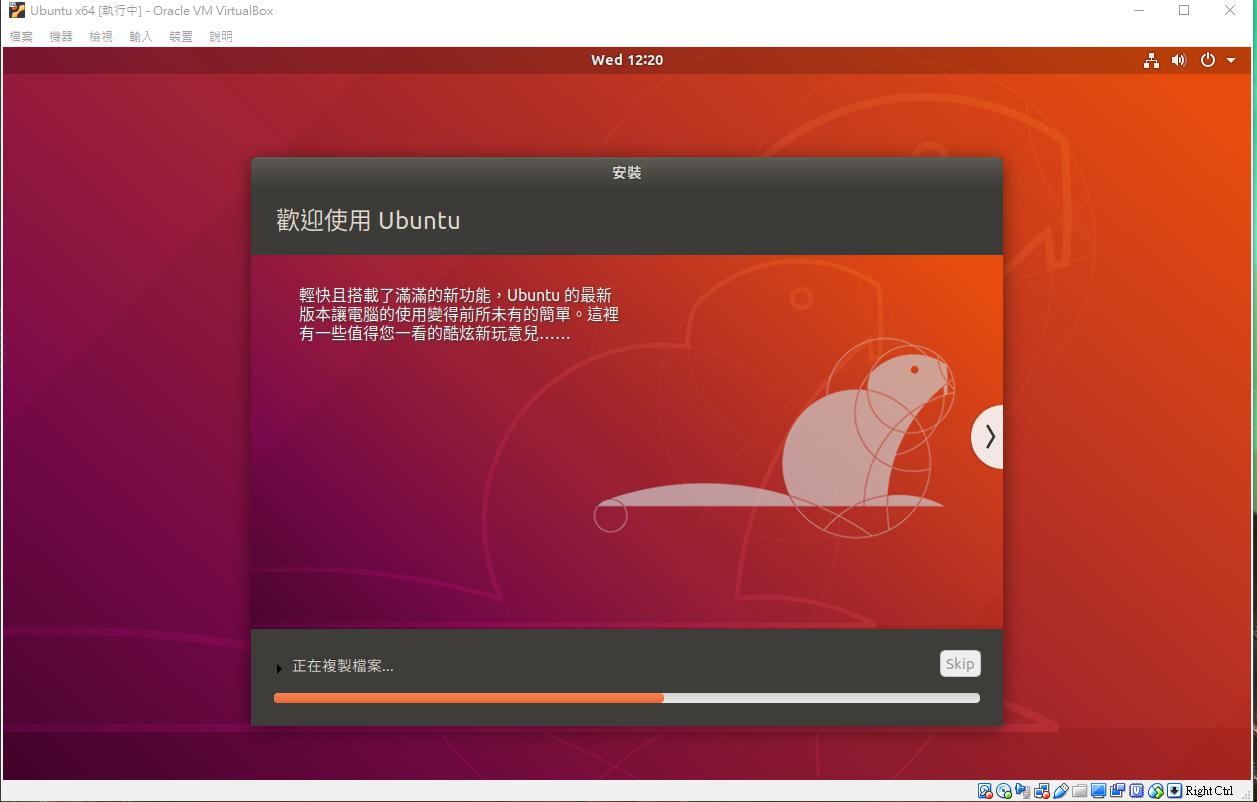 Ubuntu x64 [執行中] - Oracle VM VirtualBox
檔案 機器 檢視 輸入 裝置 說明
Wed 12:20
安裝
歡迎使用 Ubuntu
輕快且搭載了滿滿的新功能，Ubuntu 的最新
版本讓電腦的使用變得前所未有的簡單。這裡
有一些值得您一看的酷炫新玩意兒……
正在複製檔案...
Skip
Right Ctrl